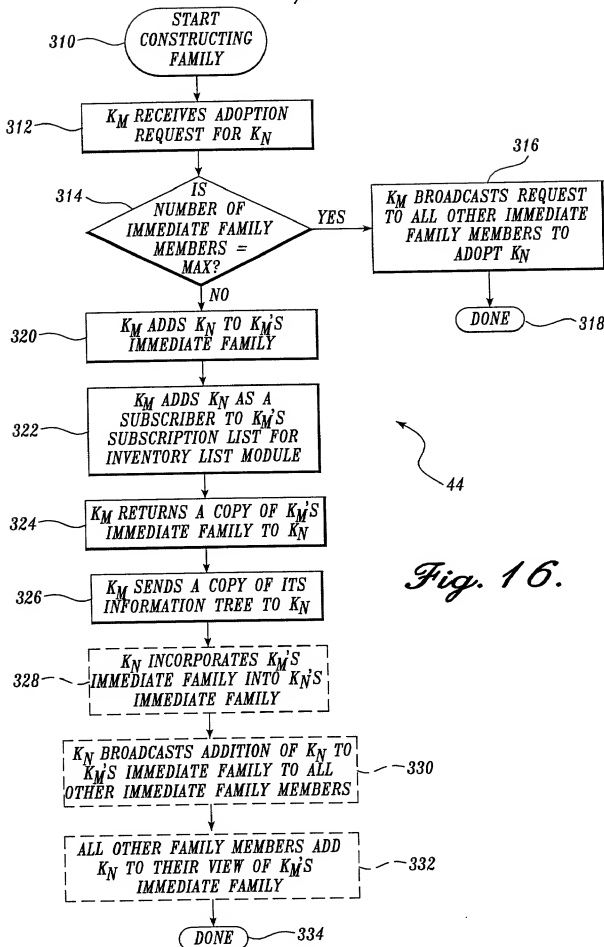 310
START
CONSTRUCTING
FAMILY
312
K_M RECEIVES ADOPTION
REQUEST FOR K_N
314
IS
NUMBER OF
IMMEDIATE FAMILY
MEMBERS =
MAX?
YES
316
K_M BROADCASTS REQUEST
TO ALL OTHER IMMEDIATE
FAMILY MEMBERS TO
ADOPT K_N
DONE
318
NO
320
K_M ADDS K_N TO K_M'S
IMMEDIATE FAMILY
322
K_M ADDS K_N AS A
SUBSCRIBER TO K_M'S
SUBSCRIPTION LIST FOR
INVENTORY LIST MODULE
44
324
K_M RETURNS A COPY OF K_M'S
IMMEDIATE FAMILY TO K_N
326
K_M SENDS A COPY OF ITS
INFORMATION TREE TO K_N
Fig. 16.
328
K_N INCORPORATES K_M'S
IMMEDIATE FAMILY INTO K_N'S
IMMEDIATE FAMILY
K_N BROADCASTS ADDITION OF K_N TO
K_M'S IMMEDIATE FAMILY TO ALL
OTHER IMMEDIATE FAMILY MEMBERS
330
ALL OTHER FAMILY MEMBERS ADD
K_N TO THEIR VIEW OF K_M'S
IMMEDIATE FAMILY
332
DONE
334